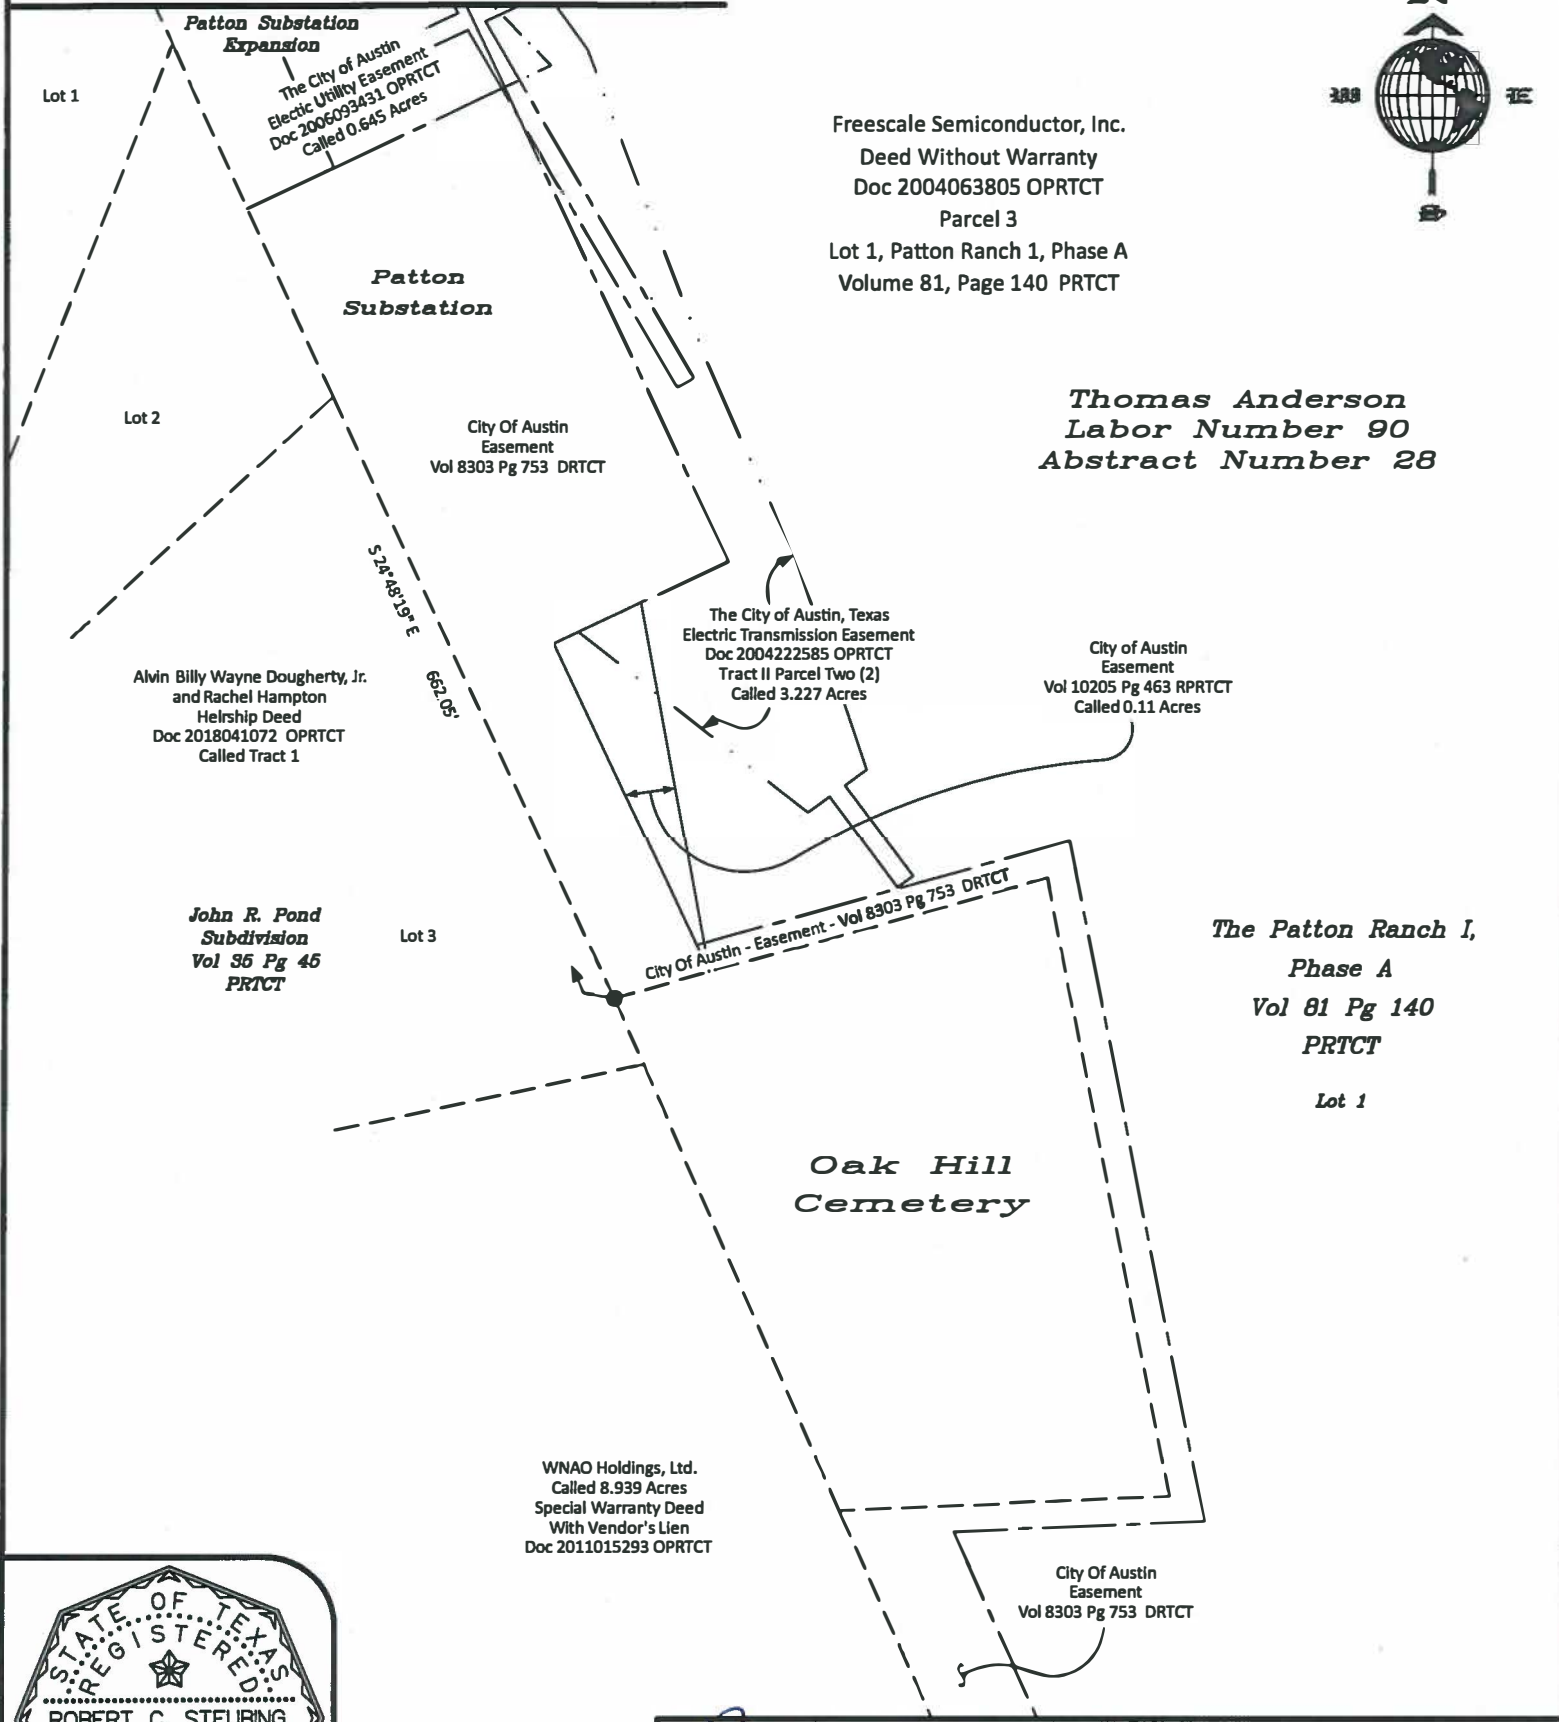 Patton Substation
Expansion
The City of Austin
Electic Utility Easement
Doc 2006093431 OPRTCT
Called 0.645 Acres
Lot 1
W
E
S
Freescale Semiconductor, Inc.
Deed Without Warranty
Doc 2004063805 OPRTCT
Parcel 3
Lot 1, Patton Ranch 1, Phase A
Volume 81, Page 140 PRTCT
Patton
Substation
Thomas Anderson
Labor Number 90
Abstract Number 28
Lot 2
City Of Austin
Easement
Vol 8303 Pg 753 DRTCT
S 24°48'19" E
662.05'
The City of Austin, Texas
Electric Transmission Easement
Doc 2004222585 OPRTCT
Tract II Parcel Two (2)
Called 3.227 Acres
City of Austin
Easement
Vol 10205 Pg 463 RPRTCT
Called 0.11 Acres
Alvin Billy Wayne Dougherty, Jr.
and Rachel Hampton
Heirship Deed
Doc 2018041072 OPRTCT
Called Tract 1
City Of Austin - Easement - Vol 8303 Pg 753 DRTCT
John R. Pond
Subdivision
Vol 35 Pg 45
PRTCT
Lot 3
The Patton Ranch I,
Phase A
Vol 81 Pg 140
PRTCT
Lot 1
Oak Hill
Cemetery
WNAO Holdings, Ltd.
Called 8.939 Acres
Special Warranty Deed
With Vendor's Lien
Doc 2011015293 OPRTCT
City Of Austin
Easement
Vol 8303 Pg 753 DRTCT
STATE OF TEXAS
REGISTERED
ROBERT C. STEUBING